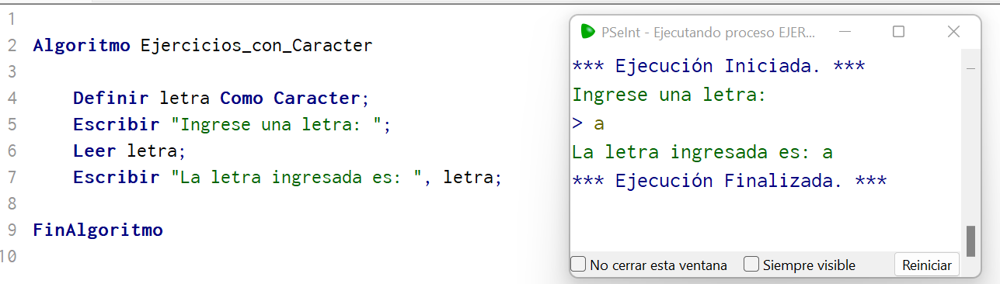 1
2 Algoritmo Ejercicios_con_Caracter
3
4 Definir letra Como Caracter;
5 Escribir "Ingrese una letra: ";
6 Leer letra;
7 Escribir "La letra ingresada es: ", letra;
8
9 FinAlgoritmo
10
PSeInt - Ejecutando proceso EJER...
*** Ejecución Iniciada. ***
Ingrese una letra:
> a
La letra ingresada es: a
*** Ejecución Finalizada. ***
No cerrar esta ventana Siempre visible Reiniciar